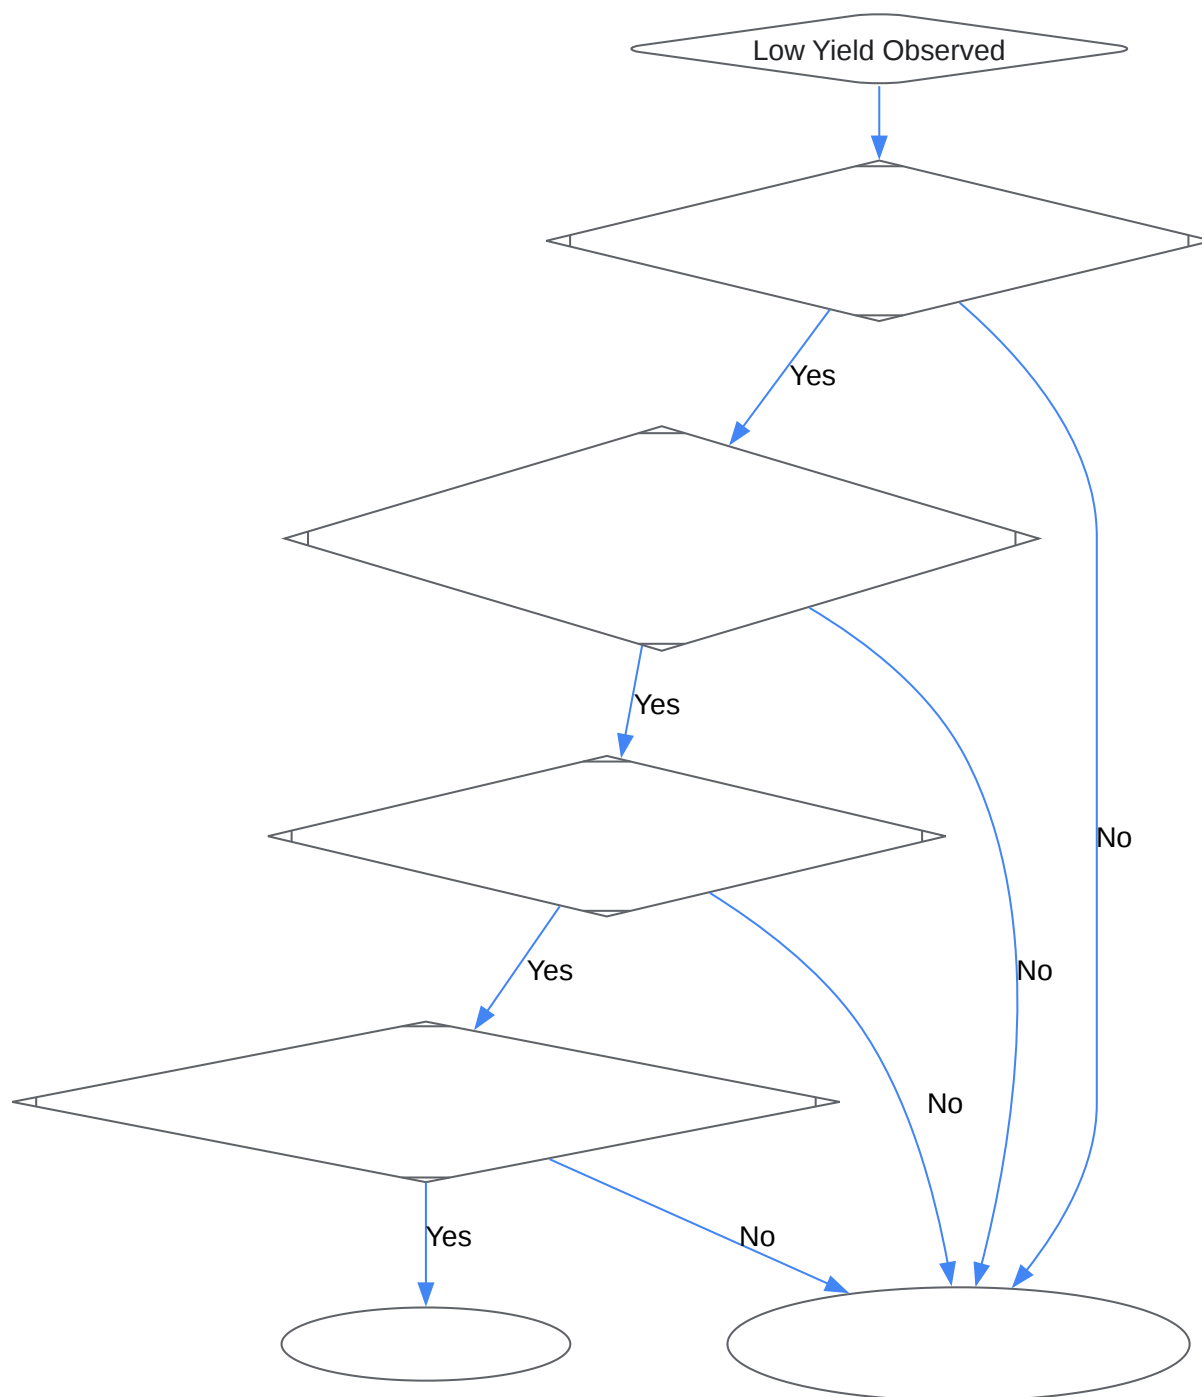 Low Yield Observed
Yes
Yes
No
Yes
No
No
Yes
No